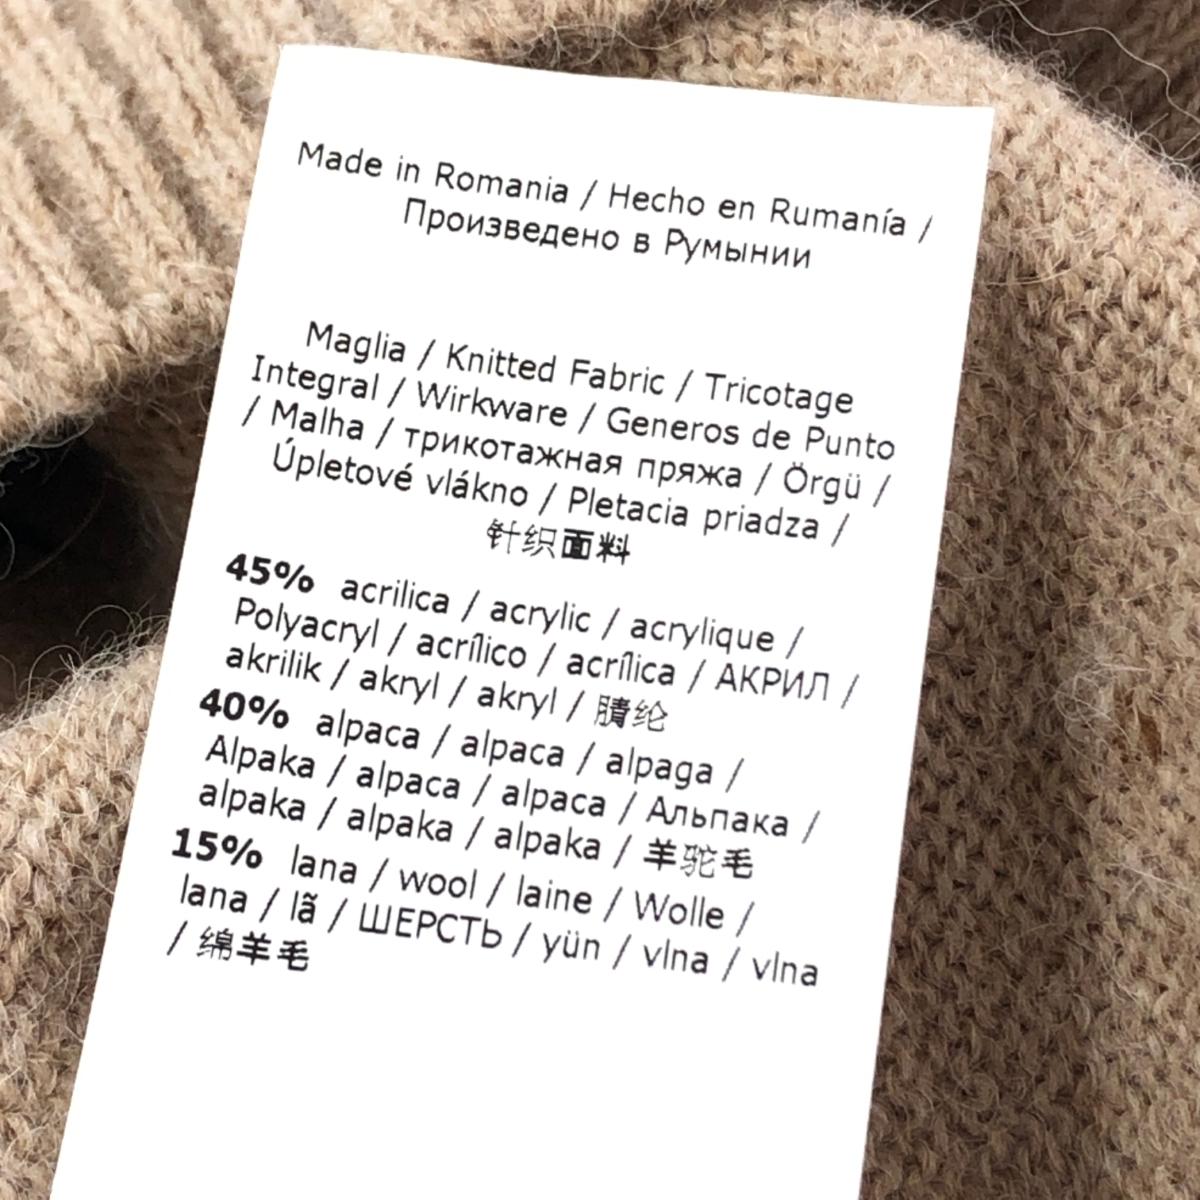 Made in Romania / Hecho en Rumanía /
Произведено в Румынии
Maglia / Knitted Fabric / Tricotage
Integral / Wirkware / Generos de Punto
/ Malha / трикотажная пряжа / Örgü /
Úpletové vlákno / Pletacia priadza /
针织面料
45% acrilica / acrylic / acrylique /
Polyacryl / acrílico / acrílica / АКРИЛ /
akrilik / akryl / akryl / 腈纶
40% alpaca / alpaca / alpaga /
Alpaka / alpaca / alpaca / Альпака /
alpaka / alpaka / alpaka / 羊驼毛
15% lana / wool / laine / Wolle /
lana / lã / ШЕРСТЬ / yün / vlna / vlna
/ 绵羊毛